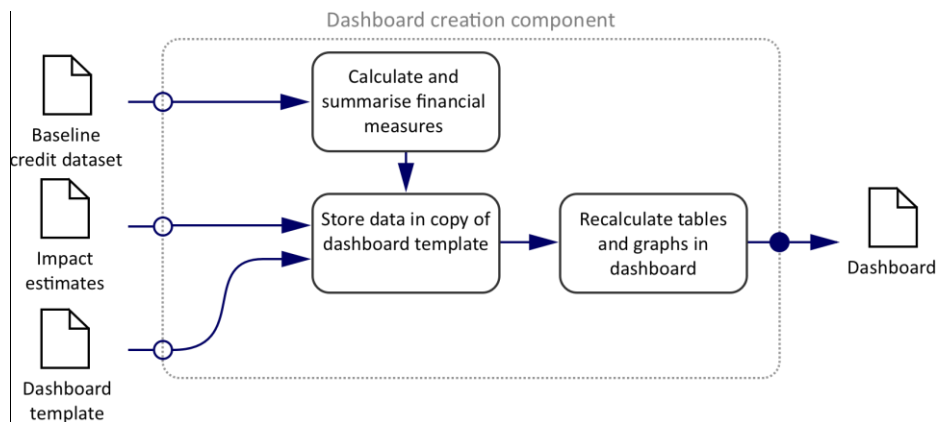 Dashboard creation component
Baseline
credit dataset
Calculate and
summarise financial
measures
Impact
estimates
Store data in copy of
dashboard template
Recalculate tables
and graphs in
dashboard
Dashboard
Dashboard
template